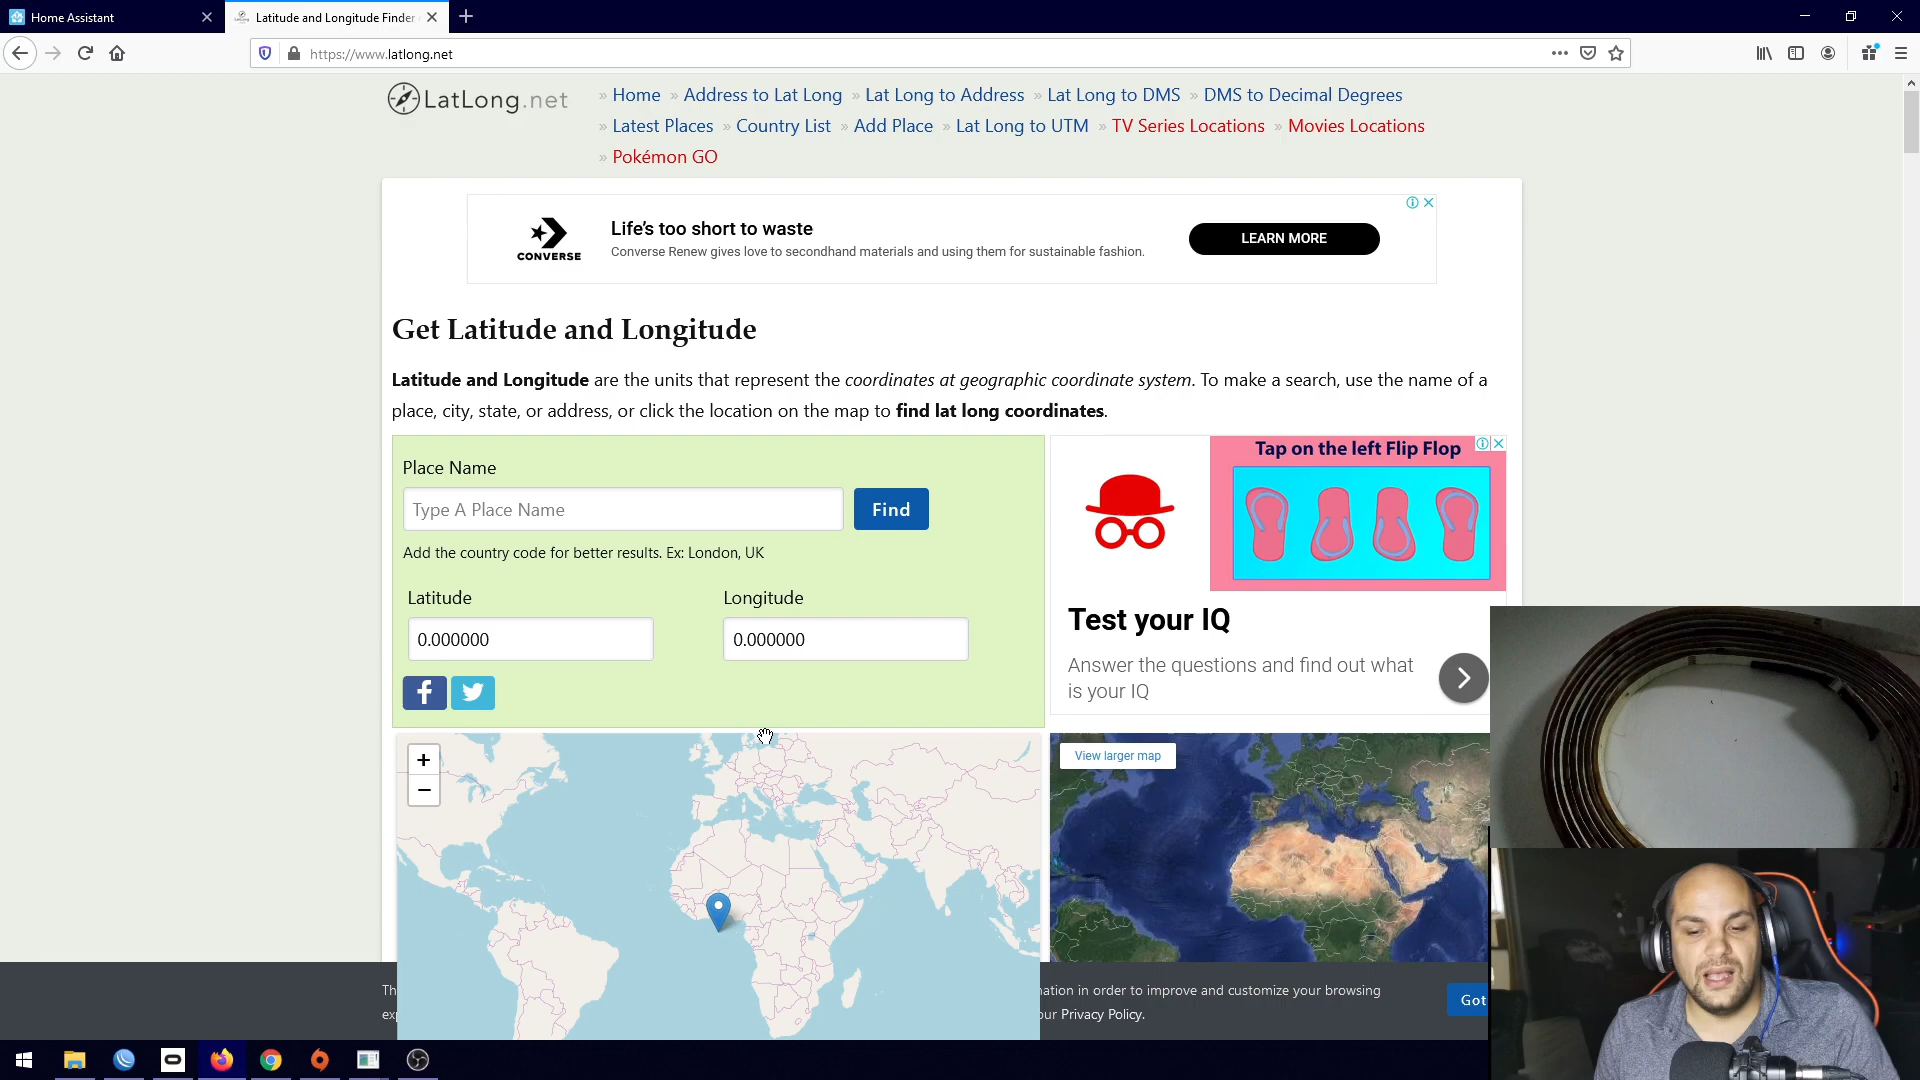 Home Assistant
Latitude and Longitude Finder
https://www.latlong.net
LatLong.net
» Home » Address to Lat Long » Lat Long to Address » Lat Long to DMS » DMS to Decimal Degrees
» Latest Places » Country List » Add Place » Lat Long to UTM » TV Series Locations » Movies Locations
» Pokémon GO
CONVERSE
Life's too short to waste
Converse Renew gives love to secondhand materials and using them for sustainable fashion.
LEARN MORE
Get Latitude and Longitude
Latitude and Longitude are the units that represent the coordinates at geographic coordinate system. To make a search, use the name of a
place, city, state, or address, or click the location on the map to find lat long coordinates.
Place Name
Type A Place Name
Find
Add the country code for better results. Ex: London, UK
Latitude
Longitude
0.000000
0.000000
Tap on the left Flip Flop
Test your IQ
Answer the questions and find out what
is your IQ
+
−
View larger map
Th
nation in order to improve and customize your browsing
Got
exp
our Privacy Policy.